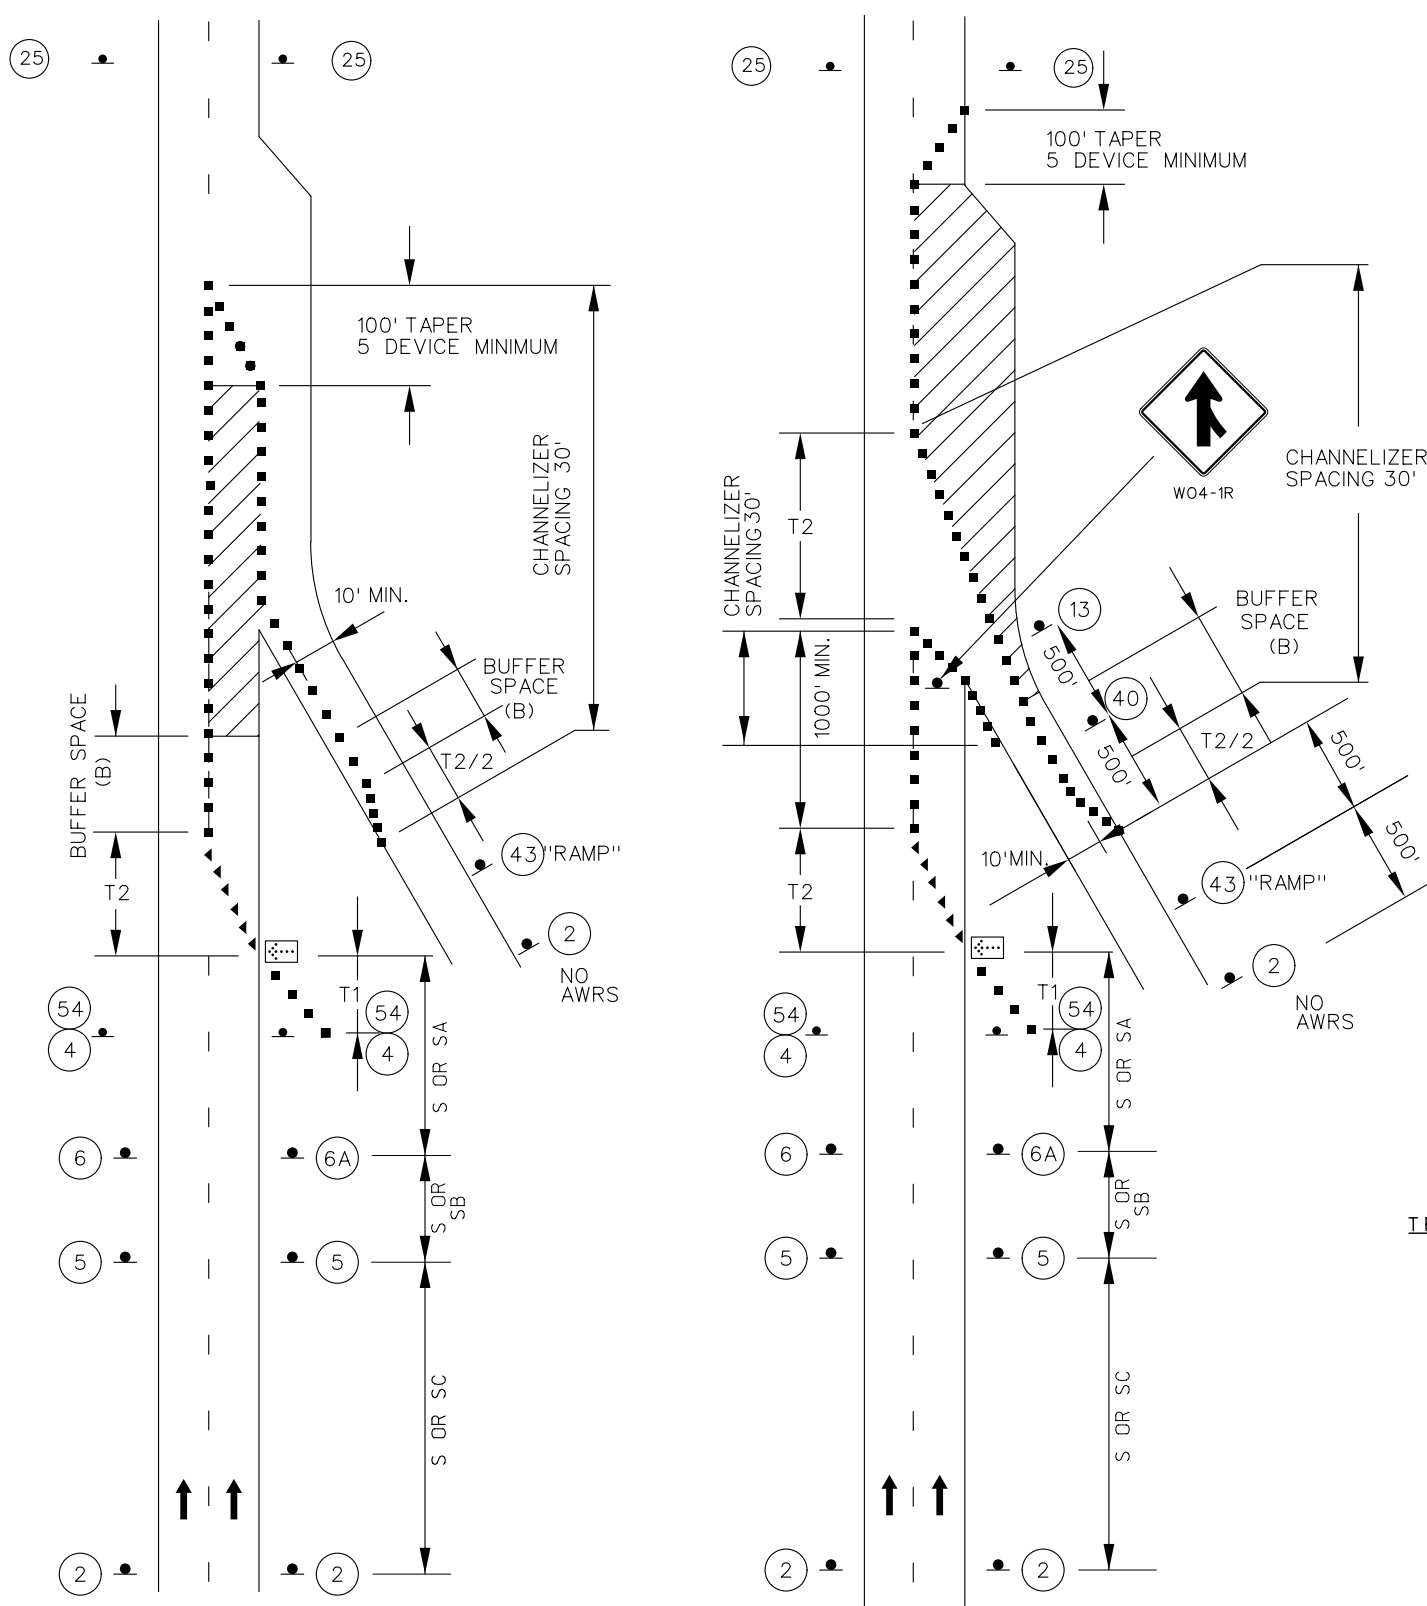 25
25
100' TAPER
5 DEVICE MINIMUM
CHANNELIZER
SPACING 30'
10' MIN.
BUFFER
SPACE
(B)
T2/2
BUFFER SPACE
(B)
T2
43 "RAMP"
2
NO
AWRS
54
4
T1
54
4
S OR SA
6
6A
S OR
SB
5
5
S OR SC
2
2
25
25
100' TAPER
5 DEVICE MINIMUM
W04-1R
CHANNELIZER
SPACING 30'
CHANNELIZER
SPACING 30'
T2
1000' MIN.
13
500'
BUFFER
SPACE
(B)
40
500'
T2/2
500'
500'
10' MIN.
T2
43 "RAMP"
2
NO
AWRS
54
4
T1
54
4
S OR SA
6
6A
S OR
SB
5
5
S OR SC
2
2